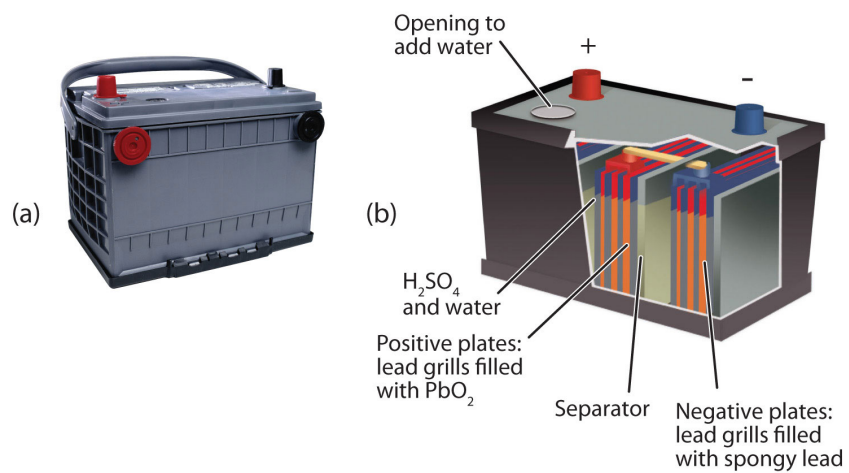 Opening to
add water
+
-
(a)
(b)
H₂SO₄
and water
Positive plates:
lead grills filled
with PbO₂
Separator
Negative plates:
lead grills filled
with spongy lead